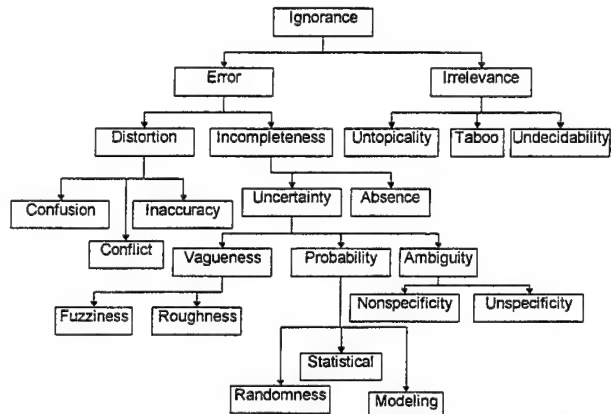 Ignorance
Error
Irrelevance
Distortion
Incompleteness
Untopicality
Taboo
Undecidability
Confusion
Inaccuracy
Uncertainty
Absence
Conflict
Vagueness
Probability
Ambiguity
Fuzziness
Roughness
Nonspecificity
Unspecificity
Statistical
Randomness
Modeling